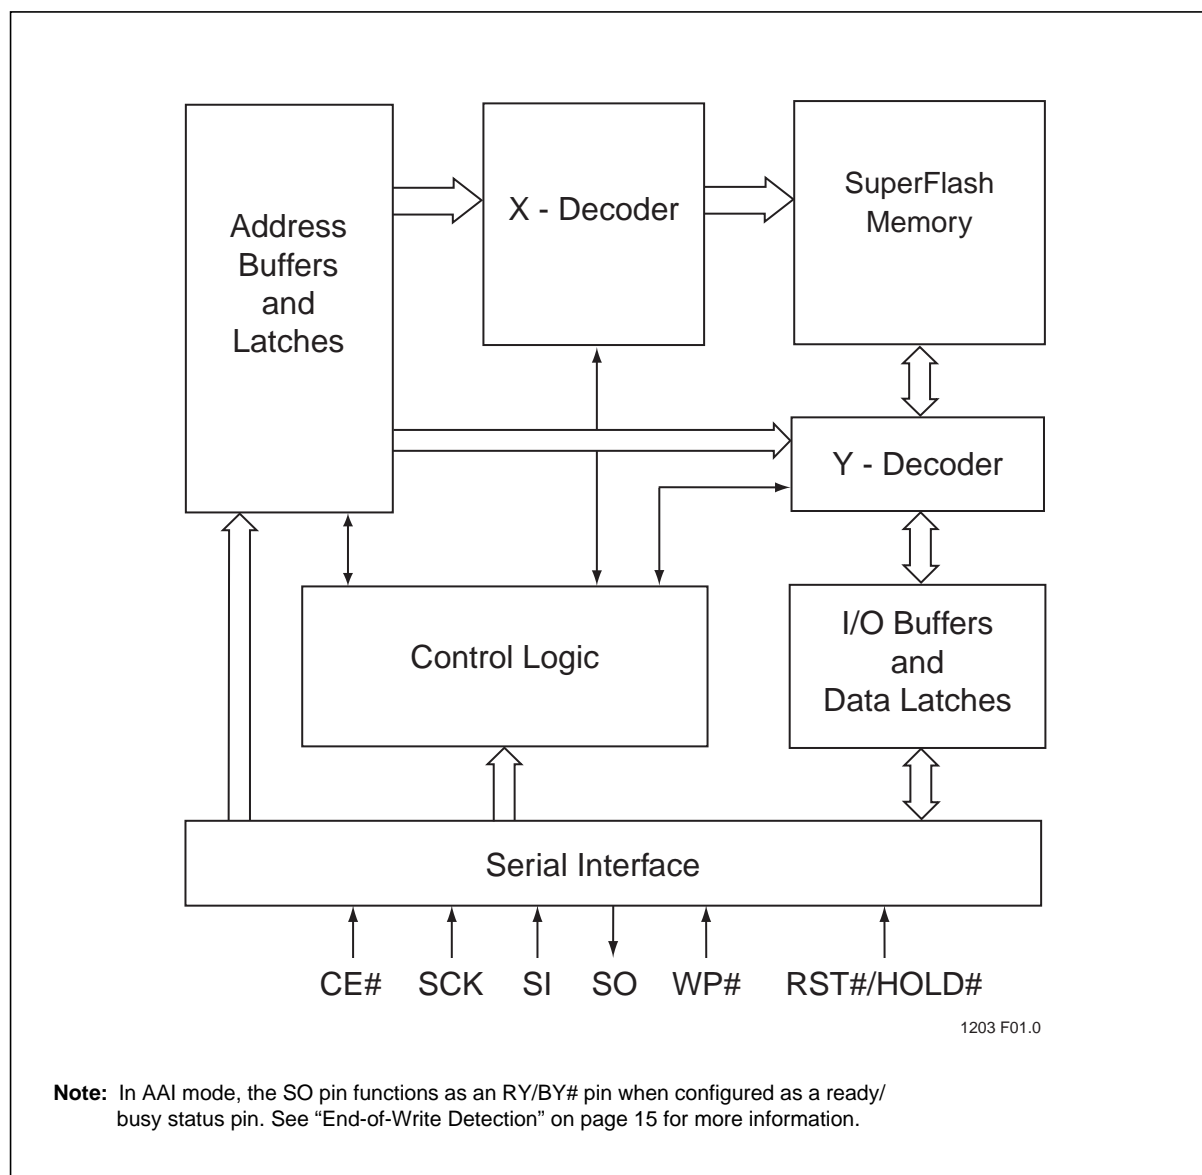 Address
Buffers
and
Latches
X - Decoder
SuperFlash
Memory
Y - Decoder
Control Logic
I/O Buffers
and
Data Latches
Serial Interface
CE# SCK SI SO WP# RST#/HOLD#
1203 F01.0
Note: In AAI mode, the SO pin functions as an RY/BY# pin when configured as a ready/
busy status pin. See “End-of-Write Detection” on page 15 for more information.